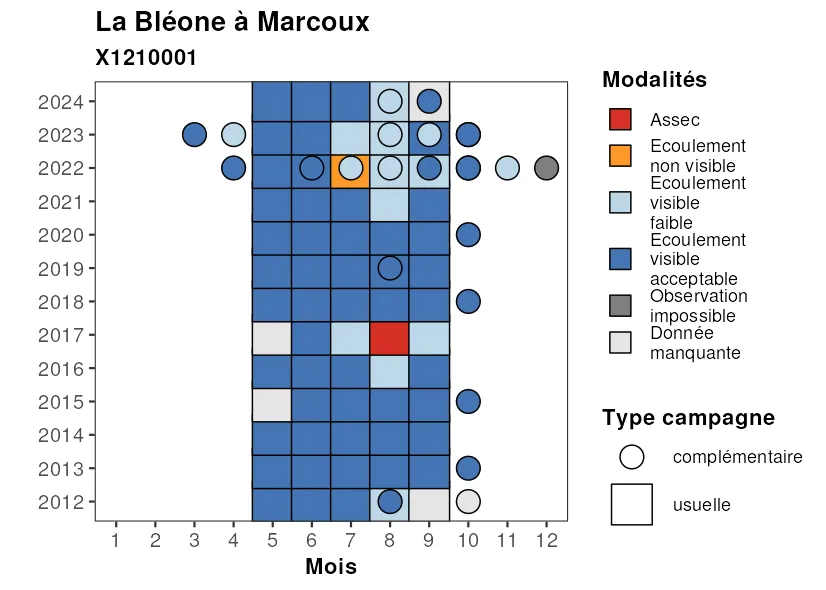 La Bléone à Marcoux
X1210001
2024
2023
2022
2021
2020
2019
2018
2017
2016
2015
2014
2013
2012
1 2 3 4 5 6 7 8 9 10 11 12
Mois
Modalités
Assec
Ecoulement
non visible
Ecoulement
visible
faible
Ecoulement
visible
acceptable
Observation
impossible
Donnée
manquante
Type campagne
complémentaire
usuelle